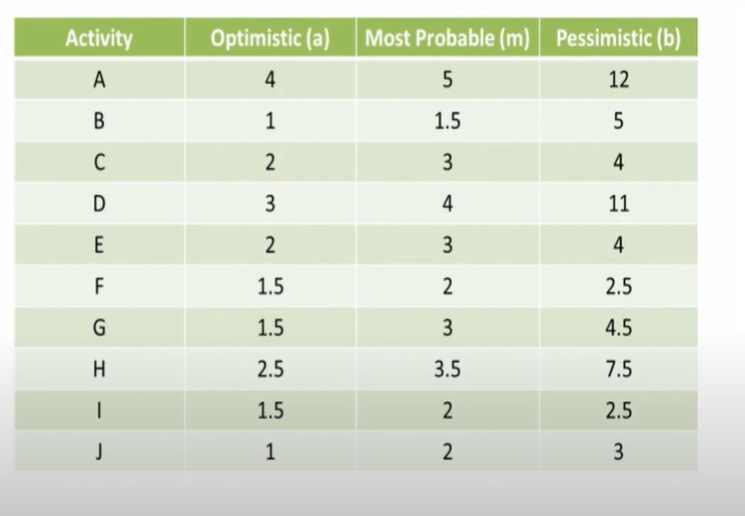 Activity Optimistic (a) Most Probable (m) Pessimistic (b)
A 4 5 12
B 1 1.5 5
C 2 3 4
D 3 4 11
E 2 3 4
F 1.5 2 2.5
G 1.5 3 4.5
H 2.5 3.5 7.5
I 1.5 2 2.5
J 1 2 3